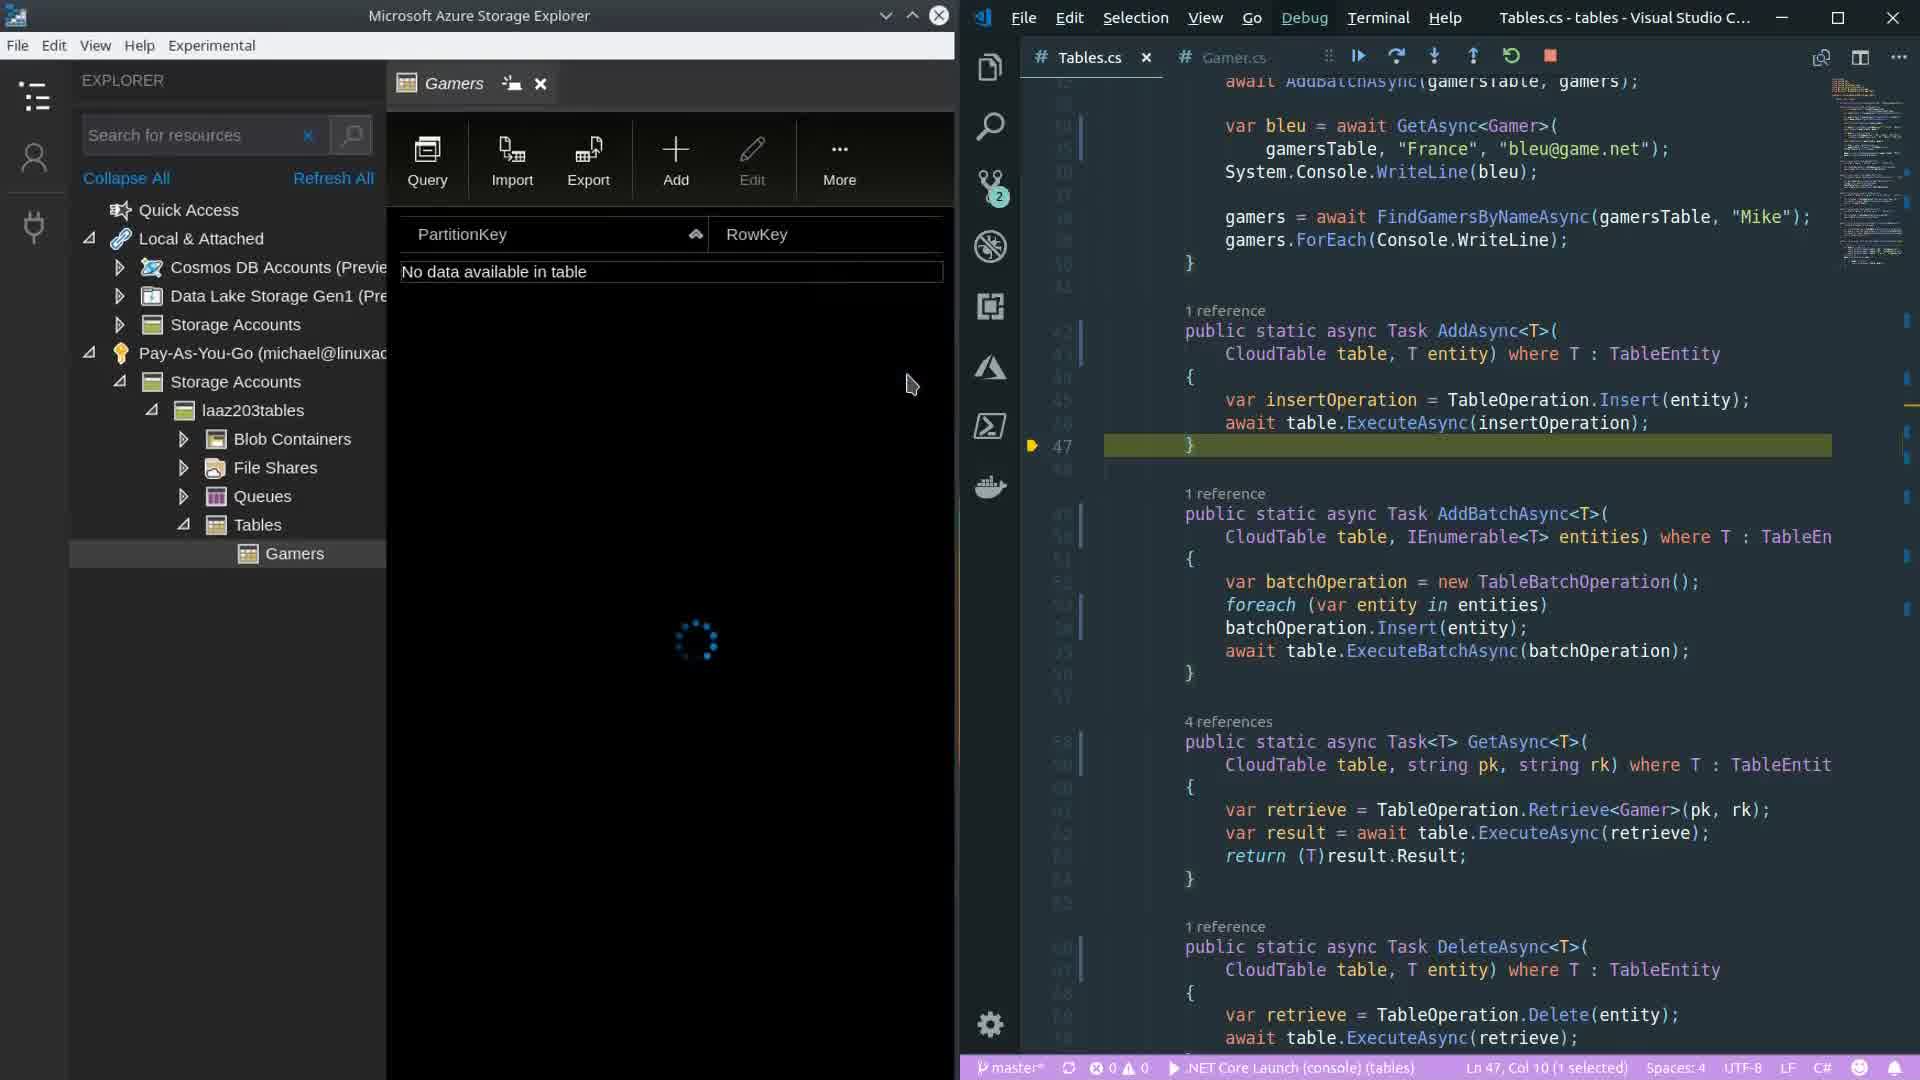 Microsoft Azure Storage Explorer
File Edit View Help Experimental
EXPLORER
Search for resources
Collapse All Refresh All
Quick Access
Local & Attached
Cosmos DB Accounts (Previe
Data Lake Storage Gen1 (Pre
Storage Accounts
Pay-As-You-Go (michael@linuxac
Storage Accounts
laaz203tables
Blob Containers
File Shares
Queues
Tables
Gamers
Gamers
Query Import Export Add Edit More
PartitionKey RowKey
No data available in table
File Edit Selection View Go Debug Terminal Help Tables.cs - tables - Visual Studio C...
# Tables.cs # Gamer.cs
await AddBatchAsync(gamersTable, gamers);
var bleu = await GetAsync<Gamer>(
gamersTable, "France", "bleu@game.net");
System.Console.WriteLine(bleu);
gamers = await FindGamersByNameAsync(gamersTable, "Mike");
gamers.ForEach(Console.WriteLine);
}
1 reference
public static async Task AddAsync<T>(
CloudTable table, T entity) where T : TableEntity
{
var insertOperation = TableOperation.Insert(entity);
await table.ExecuteAsync(insertOperation);
47 }
1 reference
public static async Task AddBatchAsync<T>(
CloudTable table, IEnumerable<T> entities) where T : TableEn
{
var batchOperation = new TableBatchOperation();
foreach (var entity in entities)
batchOperation.Insert(entity);
await table.ExecuteBatchAsync(batchOperation);
}
4 references
public static async Task<T> GetAsync<T>(
CloudTable table, string pk, string rk) where T : TableEntit
{
var retrieve = TableOperation.Retrieve<Gamer>(pk, rk);
var result = await table.ExecuteAsync(retrieve);
return (T)result.Result;
}
1 reference
public static async Task DeleteAsync<T>(
CloudTable table, T entity) where T : TableEntity
{
var retrieve = TableOperation.Delete(entity);
await table.ExecuteAsync(retrieve);
2
master* 0 0 .NET Core Launch (console) (tables) Ln 47, Col 10 (1 selected) Spaces: 4 UTF-8 LF C#